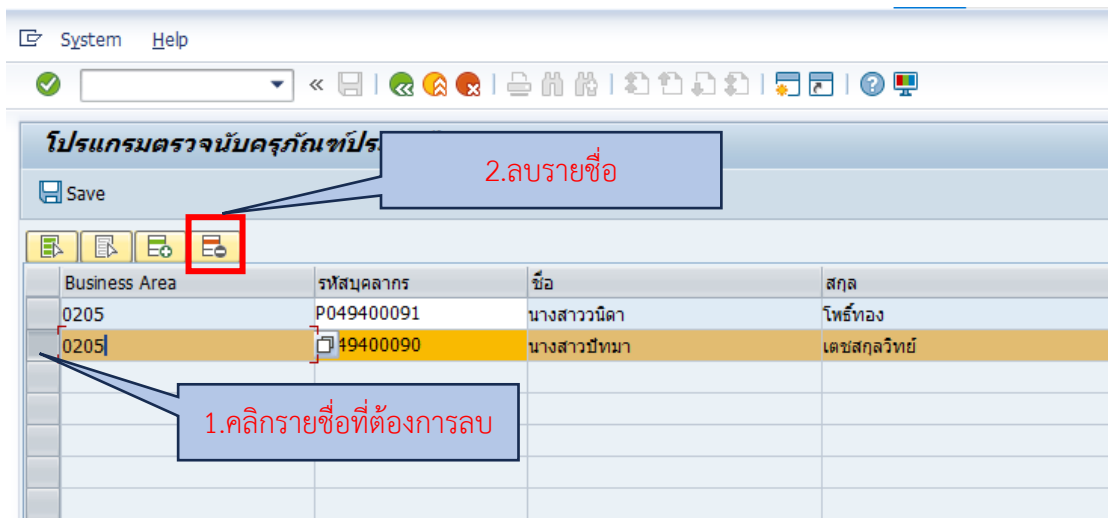 System Help
โปรแกรมตรวจนับครุภัณฑ์
2.ลบรายชื่อ
Save
Business Area รหัสบุคลากร ชื่อ สกุล
0205 P049400091 นางสาววนิดา โพธิ์ทอง
0205 49400090 นางสาวปัทมา เตชสกุลวิทย์
1.คลิกรายชื่อที่ต้องการลบ